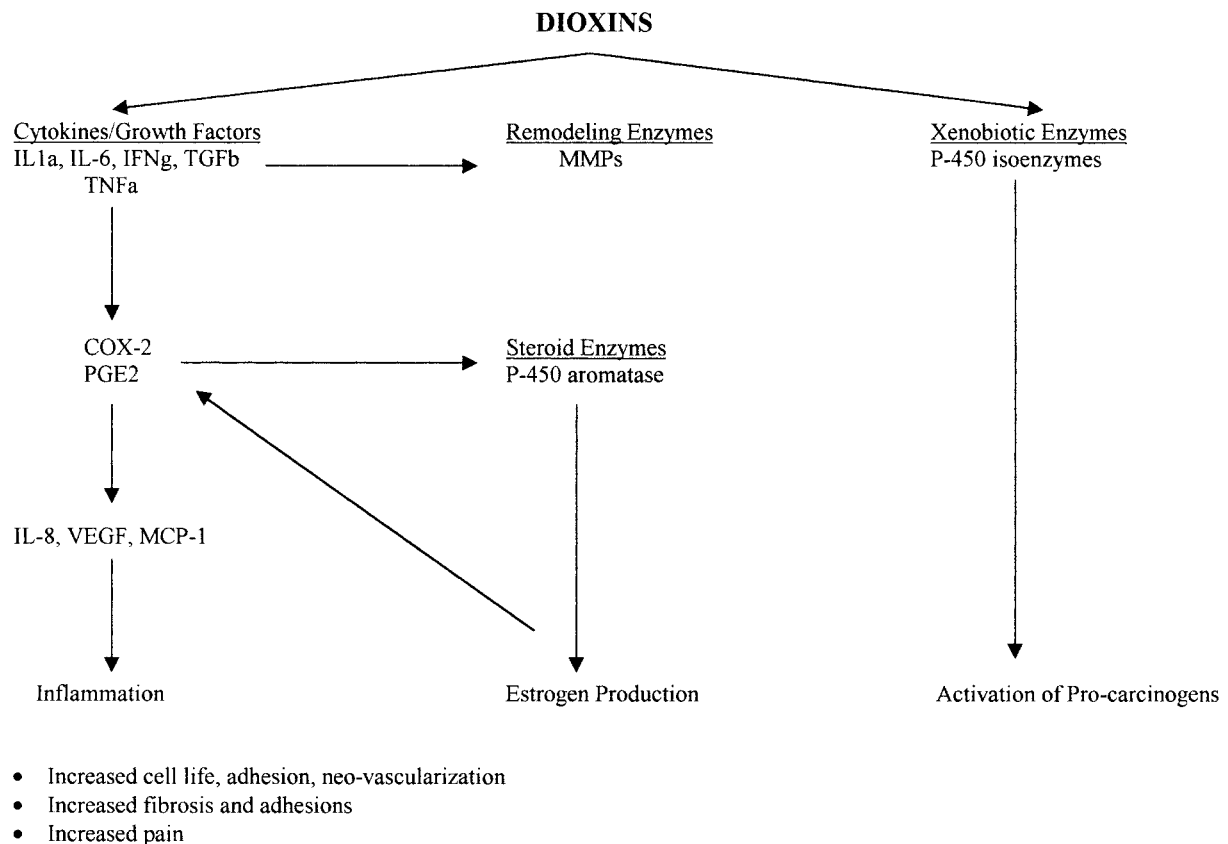 DIOXINS
Cytokines/Growth Factors
IL1a, IL-6, IFNg, TGFb
TNFa
Remodeling Enzymes
MMPs
Xenobiotic Enzymes
P-450 isoenzymes
COX-2
PGE2
Steroid Enzymes
P-450 aromatase
IL-8, VEGF, MCP-1
Inflammation
Estrogen Production
Activation of Pro-carcinogens
• Increased cell life, adhesion, neo-vascularization
• Increased fibrosis and adhesions
• Increased pain